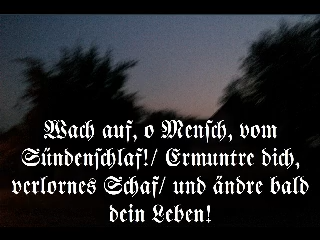 Wach auf, o Mensch, vom
Sündenschlaf!/ Ermuntre dich,
verlornes Schaf/ und ändre bald
dein Leben!